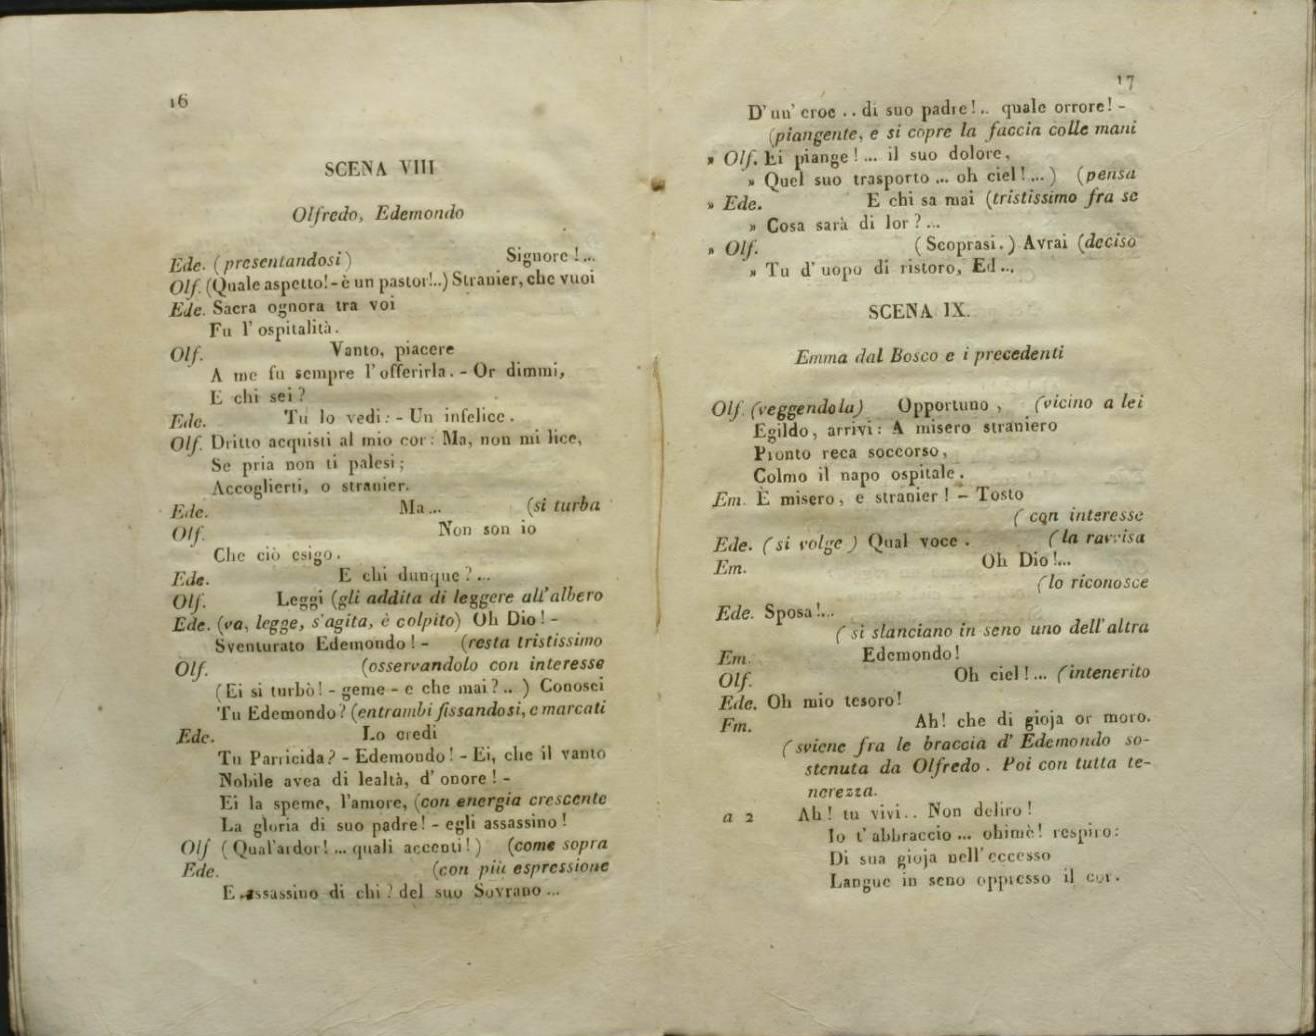 16
SCENA VIII
Olfredo, Edemondo
Ede. (presentandosi) Signore!...
Olf. (Quale aspetto!-è un pastor!..) Stranier, che vuoi
Ede. Sacra ognora tra voi
Fu l'ospitalità.
Olf. Vanto, piacere
A me fu sempre l'offerirla. - Or dimmi,
E chi sei?
Ede. Tu lo vedi: - Un infelice.
Olf. Dritto acquisti al mio cor: Ma, non mi lice,
Se pria non ti palesi;
Accoglierti, o stranier.
Ede. Ma... (si turba
Olf. Non son io
Che ciò esigo.
Ede. E chi dunque?...
Olf. Leggi (gli addita di leggere all'albero
Ede. (va, legge, s'agita, è colpito) Oh Dio! -
Sventurato Edemondo! - (resta tristissimo
Olf. (osservandolo con interesse
(Ei si turbò! - geme - e che mai?.. ) Conosci
Tu Edemondo? (entrambi fissandosi, e marcati
Ede. Lo credi
Tu Parricida? - Edemondo! - Ei, che il vanto
Nobile avea di lealtà, d'onore! -
Ei la speme, l'amore, (con energia crescente
La gloria di suo padre! - egli assassino!
Olf (Qual'ardor!... quali accenti!) (come sopra
Ede. (con più espressione
E assassino di chi? del suo Sovrano...
17
D'un' eroe .. di suo padre!.. quale orrore! -
(piangente, e si copre la faccia colle mani
» Olf. Ei piange!... il suo dolore,
» Quel suo trasporto ... oh ciel!...) (pensa
» Ede. E chi sa mai (tristissimo fra se
» Cosa sarà di lor?...
» Olf. (Scoprasi.) Avrai (deciso
» Tu d'uopo di ristoro, Ed...
SCENA IX.
Emma dal Bosco e i precedenti
Olf. (veggendola) Opportuno, (vicino a lei
Egildo, arrivi: A misero straniero
Pronto reca soccorso,
Colmo il napo ospitale.
Em. È misero, e stranier! - Tosto
(con interesse
Ede. (si volge) Qual voce. (la ravvisa
Em. Oh Dio!...
(lo riconosce
Ede. Sposa!...
(si slanciano in seno uno dell'altra
Em. Edemondo!
Olf. Oh ciel!... (intenerito
Ede. Oh mio tesoro!
Em. Ah! che di gioja or moro.
(sviene fra le braccia d'Edemondo so-
stenuta da Olfredo. Poi con tutta te-
nerezza.
a 2 Ah! tu vivi.. Non deliro!
Io t'abbraccio ... ohimè! respiro:
Di sua gioja nell'eccesso
Langue in seno oppresso il cor.